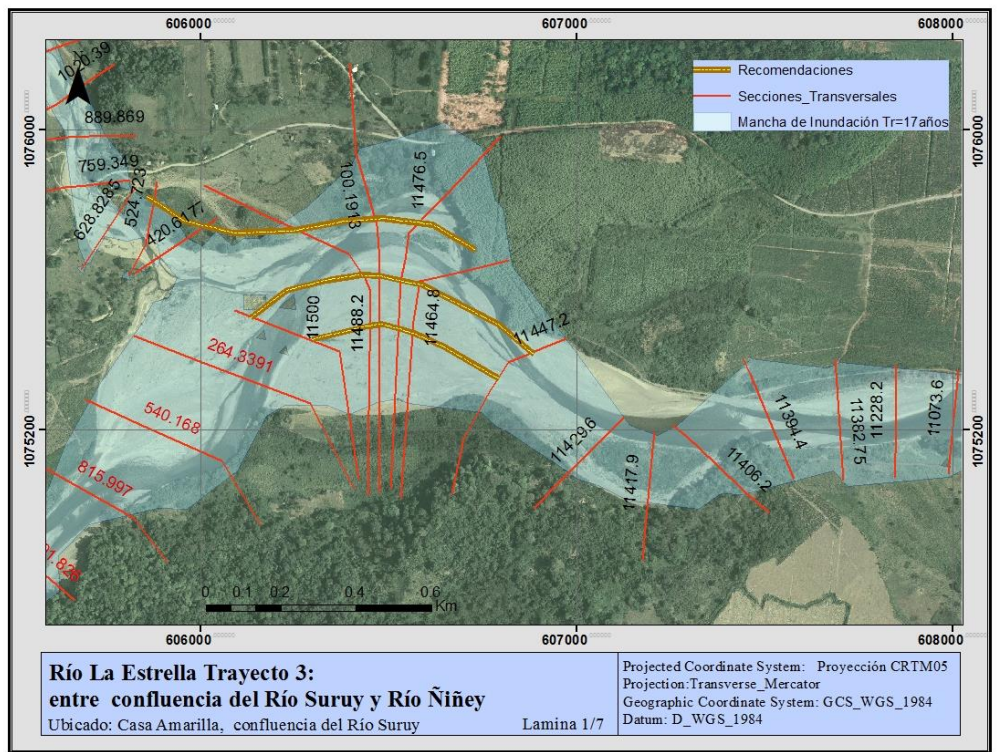 606000 607000 608000
1076000
1075200
1076000
1075200
Recomendaciones
Secciones_Transversales
Mancha de Inundación Tr=17años
1020.39
889.869
759.349
628.8285
524.723
420.6177
100.1913
11476.5
11500
11488.2
11464.8
11447.2
264.3391
540.168
815.997
11429.6
11417.9
11406.2
11394.4
11382.75
11228.2
11073.6
0 0.1 0.2 0.4 0.6
Km
606000 607000 608000
Río La Estrella Trayecto 3:
entre confluencia del Río Suruy y Río Ñiñey
Ubicado: Casa Amarilla, confluencia del Río Suruy Lamina 1/7
Projected Coordinate System: Proyección CRTM05
Projection:Transverse_Mercator
Geographic Coordinate System: GCS_WGS_1984
Datum: D_WGS_1984